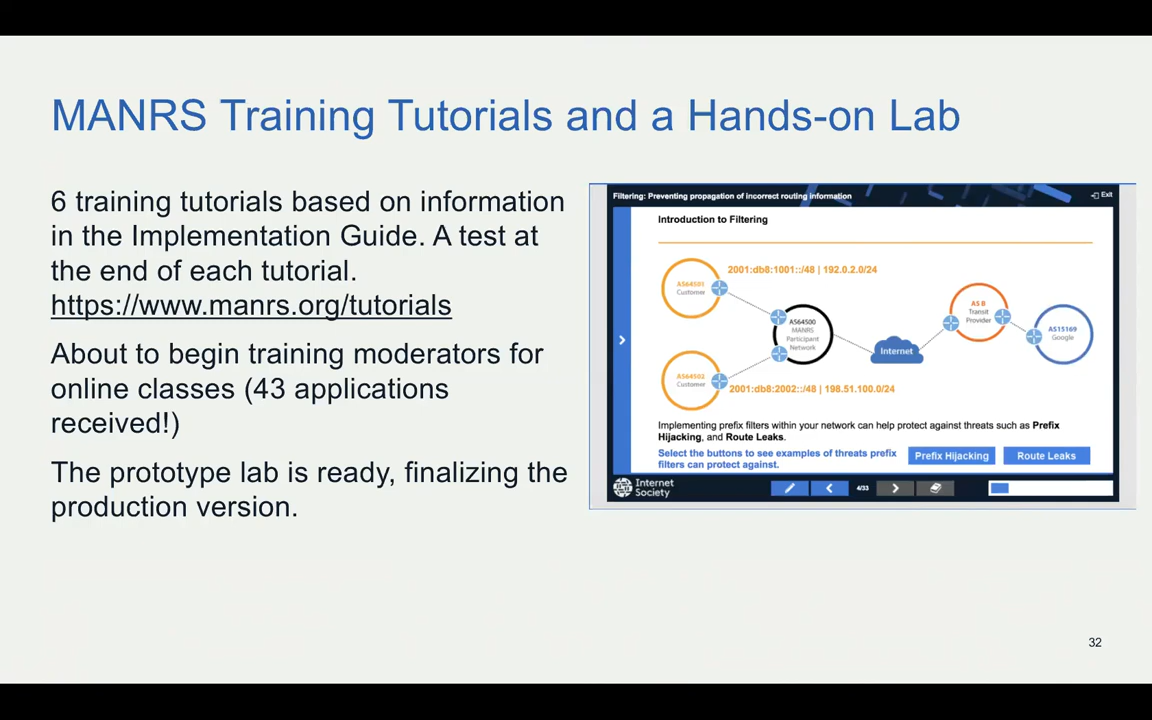 MANRS Training Tutorials and a Hands-on Lab
6 training tutorials based on information
in the Implementation Guide. A test at
the end of each tutorial.
https://www.manrs.org/tutorials
About to begin training moderators for
online classes (43 applications
received!)
The prototype lab is ready, finalizing the
production version.
Filtering: Preventing propagation of incorrect routing information
Exit
Introduction to Filtering
2001:db8:1001::/48 | 192.0.2.0/24
AS64501
Customer
AS64500
MANRS
Participant
Network
Internet
AS B
Transit
Provider
AS15169
Google
AS64502
Customer
2001:db8:2002::/48 | 198.51.100.0/24
Implementing prefix filters within your network can help protect against threats such as Prefix
Hijacking, and Route Leaks.
Select the buttons to see examples of threats prefix
filters can protect against.
Prefix Hijacking
Route Leaks
Internet
Society
4/33
32